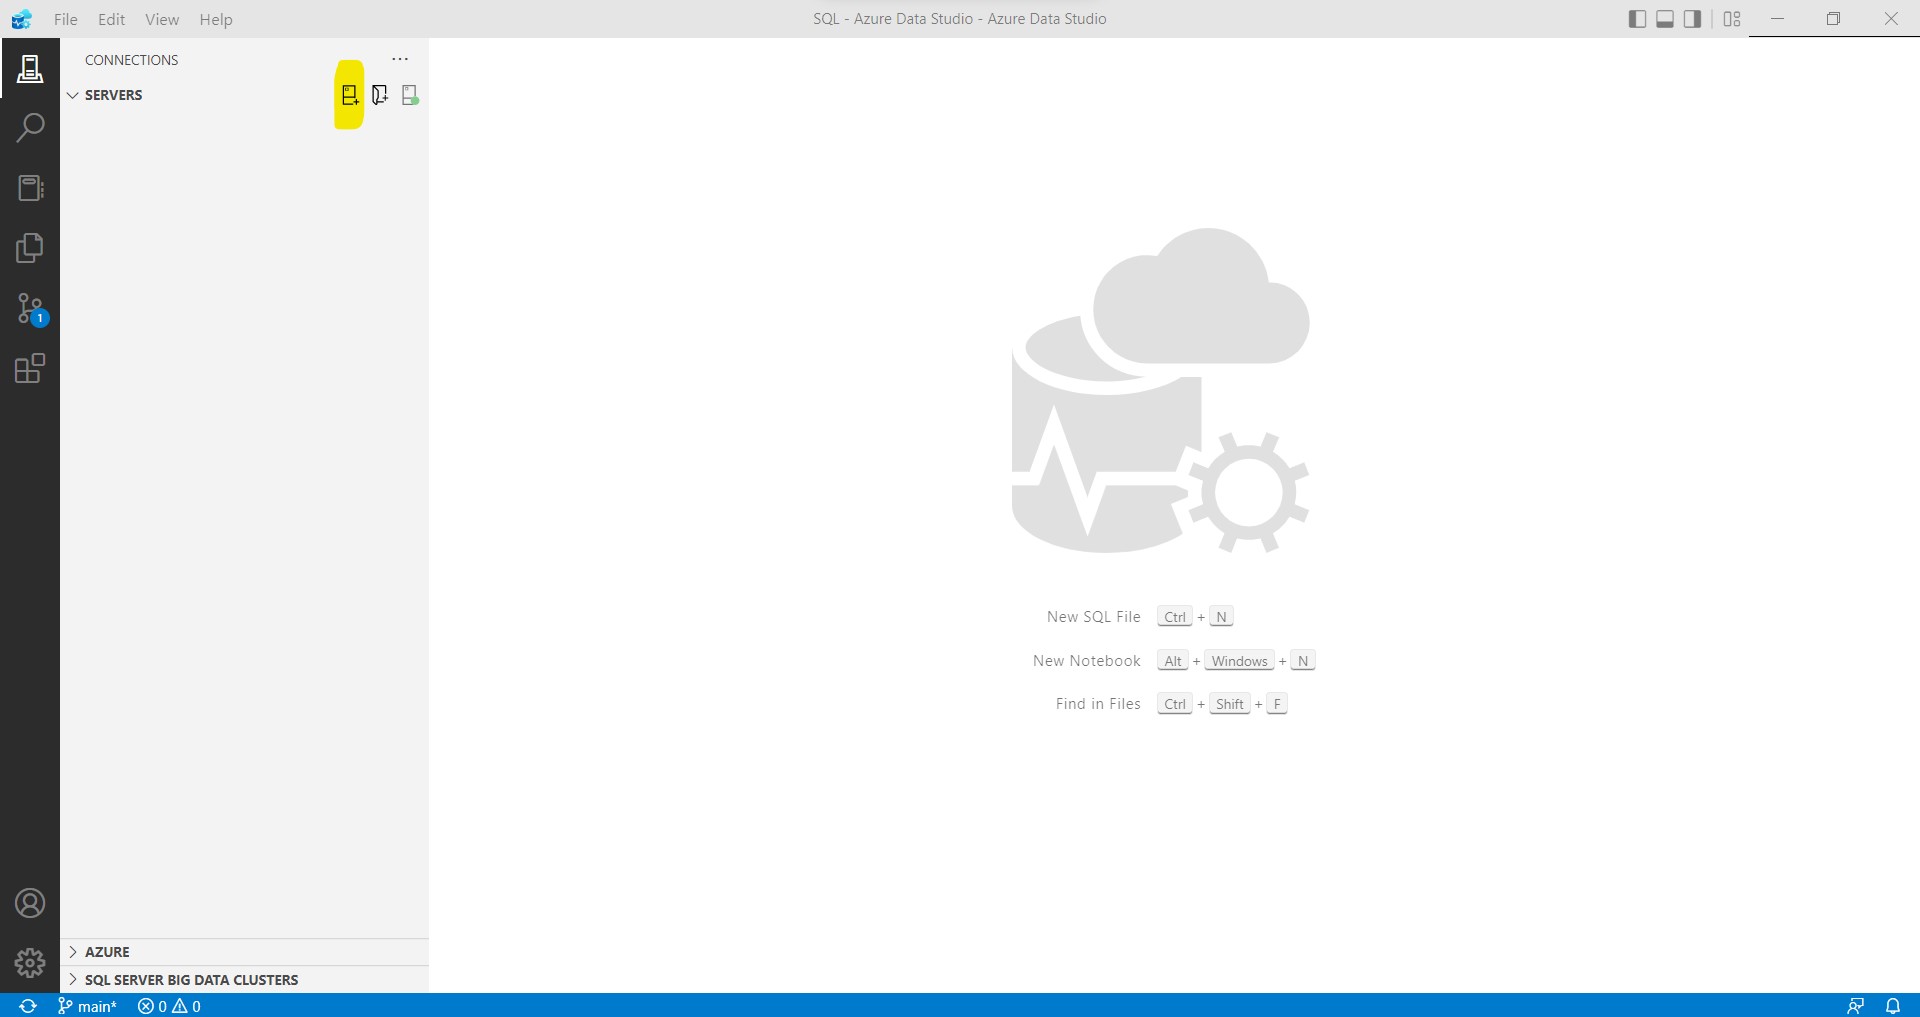 File Edit View Help SQL - Azure Data Studio - Azure Data Studio
CONNECTIONS ...
SERVERS
1
New SQL File Ctrl + N
New Notebook Alt + Windows + N
Find in Files Ctrl + Shift + F
AZURE
SQL SERVER BIG DATA CLUSTERS
main* 0 0